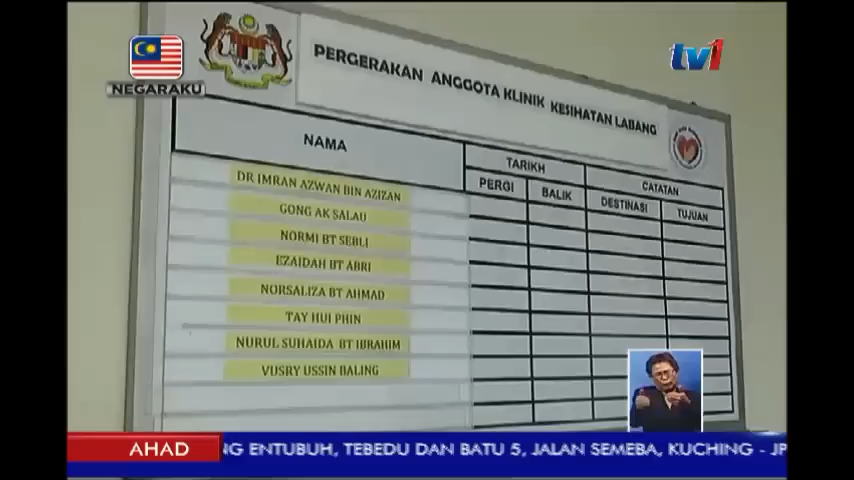 NEGARAKU
tv1
PERGERAKAN ANGGOTA KLINIK KESIHATAN LABANG
NAMA
TARIKH
CATATAN
PERGI
BALIK
DESTINASI
TUJUAN
DR IMRAN AZWAN BIN AZIZAN
GONG AK SALAU
NORMI BT SEBLI
EZAIDAH BT ABRI
NORSALIZA BT AHMAD
TAY HUI PHIN
NURUL SUHAIDA BT IBRAHIM
VUSRY USSIN BALING
AHAD
NG ENTUBUH, TEBEDU DAN BATU 5, JALAN SEMEBA, KUCHING - JP